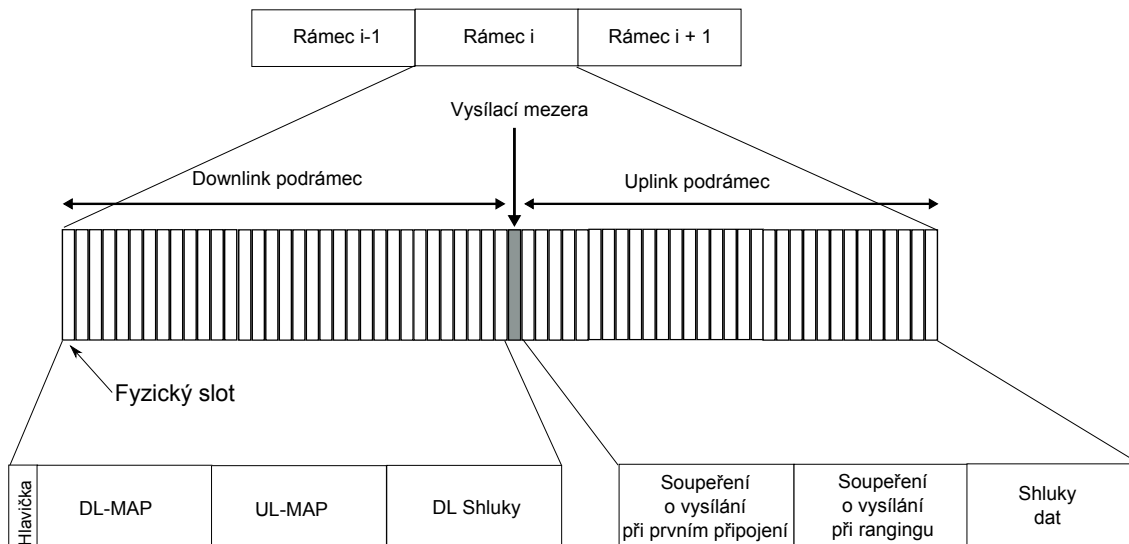 Rámec i-1
Rámec i
Rámec i + 1
Vysílací mezera
Downlink podrámec
Uplink podrámec
Fyzický slot
Hlavička
DL-MAP
UL-MAP
DL Shluky
Soupeření
o vysílání
při prvním připojení
Soupeření
o vysílání
při rangingu
Shluky
dat